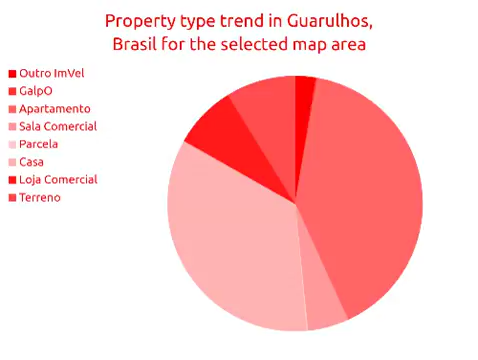 Property type trend in Guarulhos,
Brasil for the selected map area
Outro ImVel
GalpO
Apartamento
Sala Comercial
Parcela
Casa
Loja Comercial
Terreno